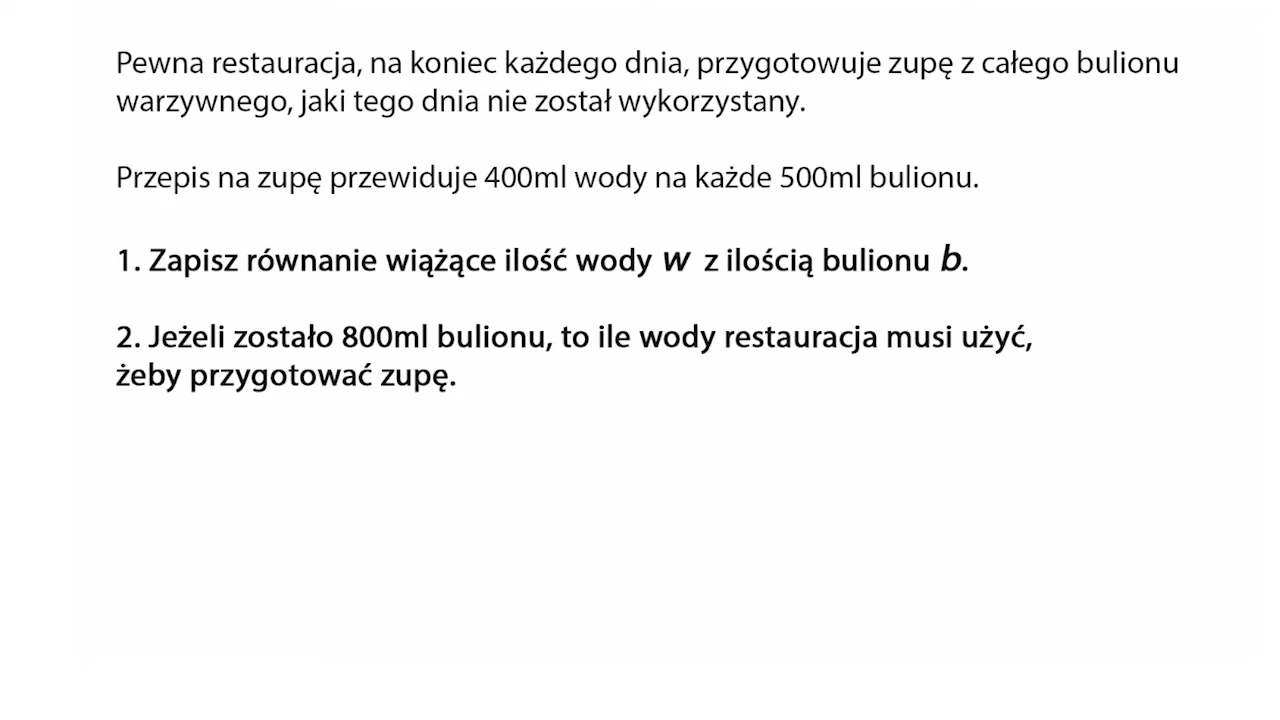 Pewna restauracja, na koniec każdego dnia, przygotowuje zupę z całego bulionu
warzywnego, jaki tego dnia nie został wykorzystany.
Przepis na zupę przewiduje 400ml wody na każde 500ml bulionu.
1. Zapisz równanie wiążące ilość wody w z ilością bulionu b.
2. Jeżeli zostało 800ml bulionu, to ile wody restauracja musi użyć,
żeby przygotować zupę.